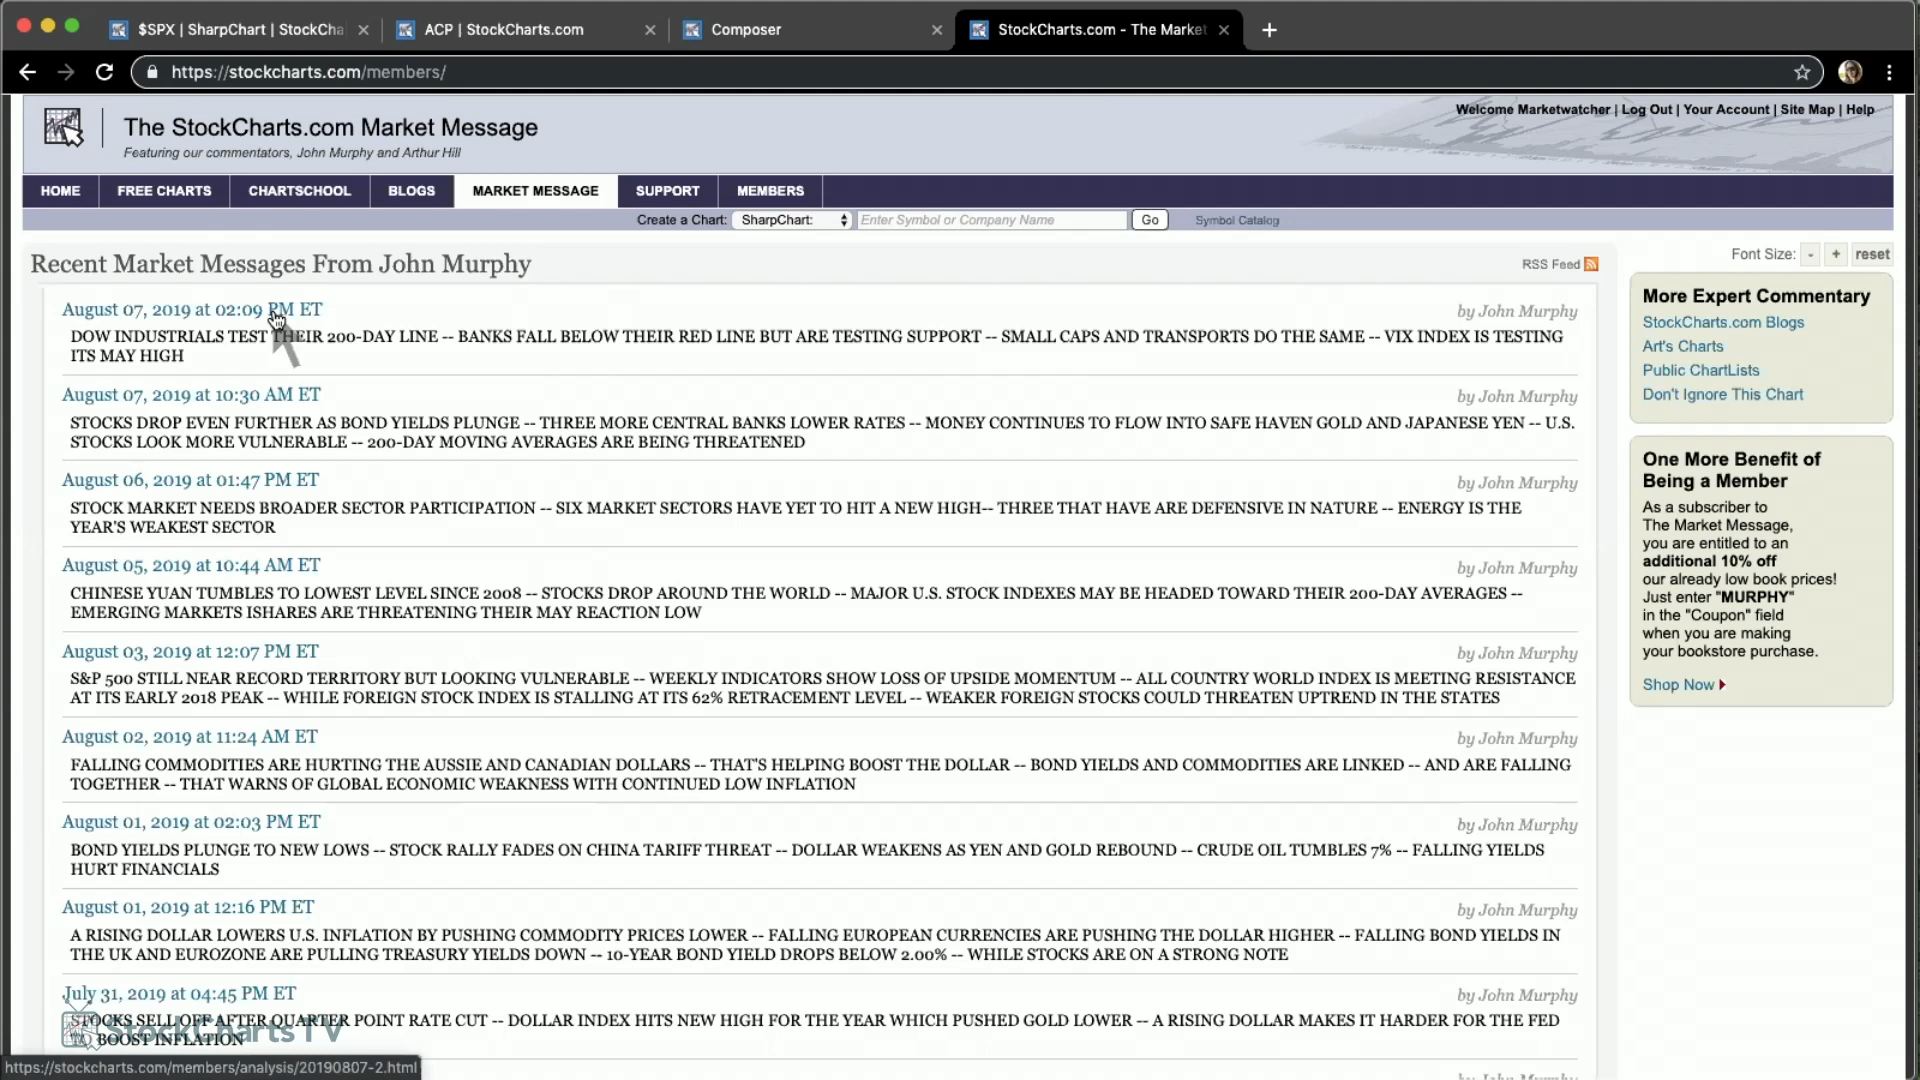 $SPX | SharpChart | StockCha
ACP | StockCharts.com
Composer
StockCharts.com - The Market
https://stockcharts.com/members/
The StockCharts.com Market Message
Featuring our commentators, John Murphy and Arthur Hill
Welcome Marketwatcher | Log Out | Your Account | Site Map | Help
HOME
FREE CHARTS
CHARTSCHOOL
BLOGS
MARKET MESSAGE
SUPPORT
MEMBERS
Create a Chart: SharpChart: Enter Symbol or Company Name Go Symbol Catalog
Recent Market Messages From John Murphy
RSS Feed
August 07, 2019 at 02:09 PM ET
by John Murphy
DOW INDUSTRIALS TEST THEIR 200-DAY LINE -- BANKS FALL BELOW THEIR RED LINE BUT ARE TESTING SUPPORT -- SMALL CAPS AND TRANSPORTS DO THE SAME -- VIX INDEX IS TESTING
ITS MAY HIGH
August 07, 2019 at 10:30 AM ET
by John Murphy
STOCKS DROP EVEN FURTHER AS BOND YIELDS PLUNGE -- THREE MORE CENTRAL BANKS LOWER RATES -- MONEY CONTINUES TO FLOW INTO SAFE HAVEN GOLD AND JAPANESE YEN -- U.S.
STOCKS LOOK MORE VULNERABLE -- 200-DAY MOVING AVERAGES ARE BEING THREATENED
August 06, 2019 at 01:47 PM ET
by John Murphy
STOCK MARKET NEEDS BROADER SECTOR PARTICIPATION -- SIX MARKET SECTORS HAVE YET TO HIT A NEW HIGH-- THREE THAT HAVE ARE DEFENSIVE IN NATURE -- ENERGY IS THE
YEAR'S WEAKEST SECTOR
August 05, 2019 at 10:44 AM ET
by John Murphy
CHINESE YUAN TUMBLES TO LOWEST LEVEL SINCE 2008 -- STOCKS DROP AROUND THE WORLD -- MAJOR U.S. STOCK INDEXES MAY BE HEADED TOWARD THEIR 200-DAY AVERAGES --
EMERGING MARKETS ISHARES ARE THREATENING THEIR MAY REACTION LOW
August 03, 2019 at 12:07 PM ET
by John Murphy
S&P 500 STILL NEAR RECORD TERRITORY BUT LOOKING VULNERABLE -- WEEKLY INDICATORS SHOW LOSS OF UPSIDE MOMENTUM -- ALL COUNTRY WORLD INDEX IS MEETING RESISTANCE
AT ITS EARLY 2018 PEAK -- WHILE FOREIGN STOCK INDEX IS STALLING AT ITS 62% RETRACEMENT LEVEL -- WEAKER FOREIGN STOCKS COULD THREATEN UPTREND IN THE STATES
August 02, 2019 at 11:24 AM ET
by John Murphy
FALLING COMMODITIES ARE HURTING THE AUSSIE AND CANADIAN DOLLARS -- THAT'S HELPING BOOST THE DOLLAR -- BOND YIELDS AND COMMODITIES ARE LINKED -- AND ARE FALLING
TOGETHER -- THAT WARNS OF GLOBAL ECONOMIC WEAKNESS WITH CONTINUED LOW INFLATION
August 01, 2019 at 02:03 PM ET
by John Murphy
BOND YIELDS PLUNGE TO NEW LOWS -- STOCK RALLY FADES ON CHINA TARIFF THREAT -- DOLLAR WEAKENS AS YEN AND GOLD REBOUND -- CRUDE OIL TUMBLES 7% -- FALLING YIELDS
HURT FINANCIALS
August 01, 2019 at 12:16 PM ET
by John Murphy
A RISING DOLLAR LOWERS U.S. INFLATION BY PUSHING COMMODITY PRICES LOWER -- FALLING EUROPEAN CURRENCIES ARE PUSHING THE DOLLAR HIGHER -- FALLING BOND YIELDS IN
THE UK AND EUROZONE ARE PULLING TREASURY YIELDS DOWN -- 10-YEAR BOND YIELD DROPS BELOW 2.00% -- WHILE STOCKS ARE ON A STRONG NOTE
July 31, 2019 at 04:45 PM ET
by John Murphy
STOCKS SELL OFF AFTER QUARTER POINT RATE CUT -- DOLLAR INDEX HITS NEW HIGH FOR THE YEAR WHICH PUSHED GOLD LOWER -- A RISING DOLLAR MAKES IT HARDER FOR THE FED
TO BOOST INFLATION
StockCharts TV
https://stockcharts.com/members/analysis/20190807-2.html
Font Size: - + reset
More Expert Commentary
StockCharts.com Blogs
Art's Charts
Public ChartLists
Don't Ignore This Chart
One More Benefit of
Being a Member
As a subscriber to
The Market Message,
you are entitled to an
additional 10% off
our already low book prices!
Just enter "MURPHY"
in the "Coupon" field
when you are making
your bookstore purchase.
Shop Now